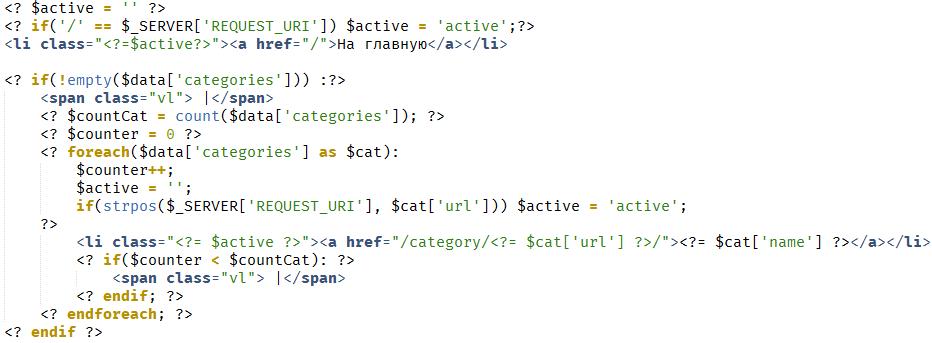 <? $active = '' ?>
<? if('/' == $_SERVER['REQUEST_URI']) $active = 'active';?>
<li class="<?=$active?>"><a href="/">На главную</a></li>

<? if(!empty($data['categories'])) :?>
    <span class="vl"> |</span>
    <? $countCat = count($data['categories']); ?>
    <? $counter = 0 ?>
    <? foreach($data['categories'] as $cat):
        $counter++;
        $active = '';
        if(strpos($_SERVER['REQUEST_URI'], $cat['url'])) $active = 'active';
    ?>
        <li class="<?= $active ?>"><a href="/category/<?= $cat['url'] ?>/"><?= $cat['name'] ?></a></li>
        <? if($counter < $countCat): ?>
            <span class="vl"> |</span>
        <? endif; ?>
    <? endforeach; ?>
<? endif ?>